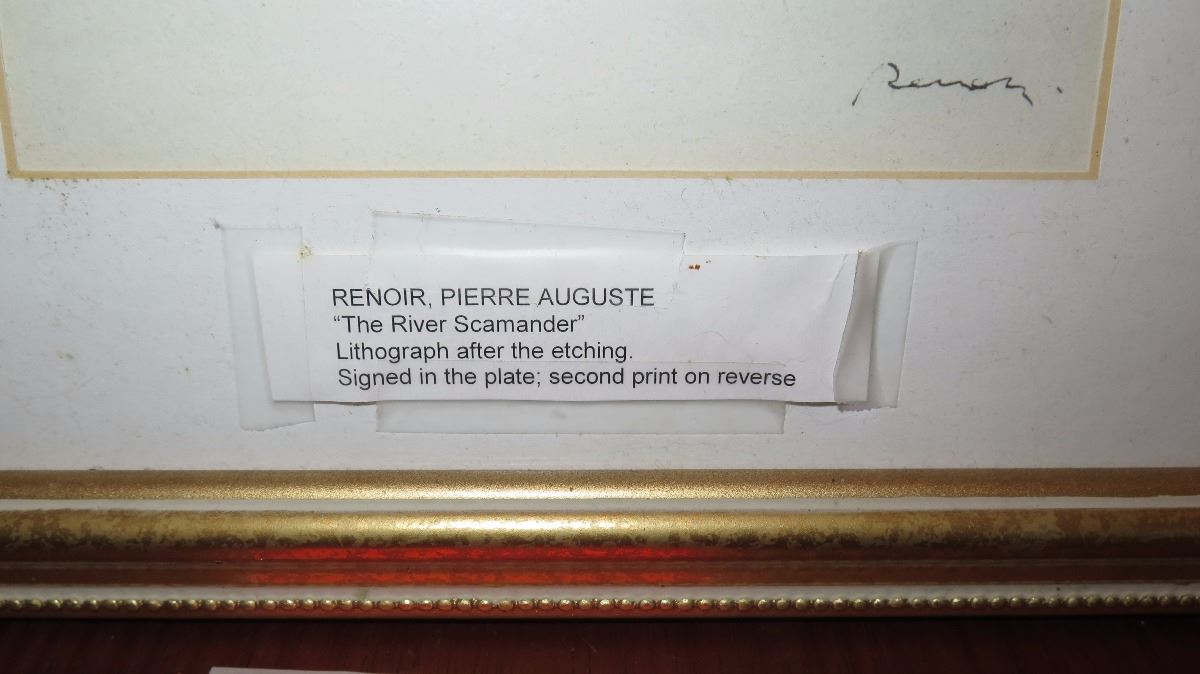 Renoir.
RENOIR, PIERRE AUGUSTE
“The River Scamander”
Lithograph after the etching.
Signed in the plate; second print on reverse